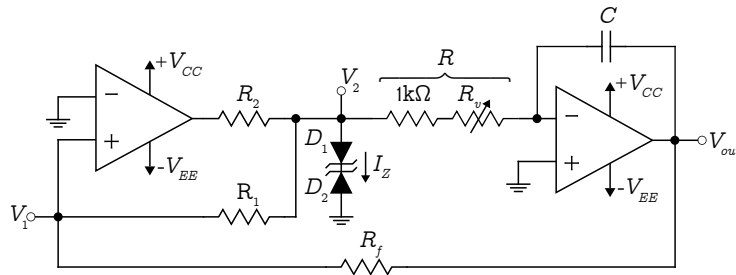 C
R
V2
+VCC
R2
1kΩ
Rv
+VCC
−
+
-VEE
D1
D2
IZ
−
+
Vou
-VEE
V1
R1
Rf